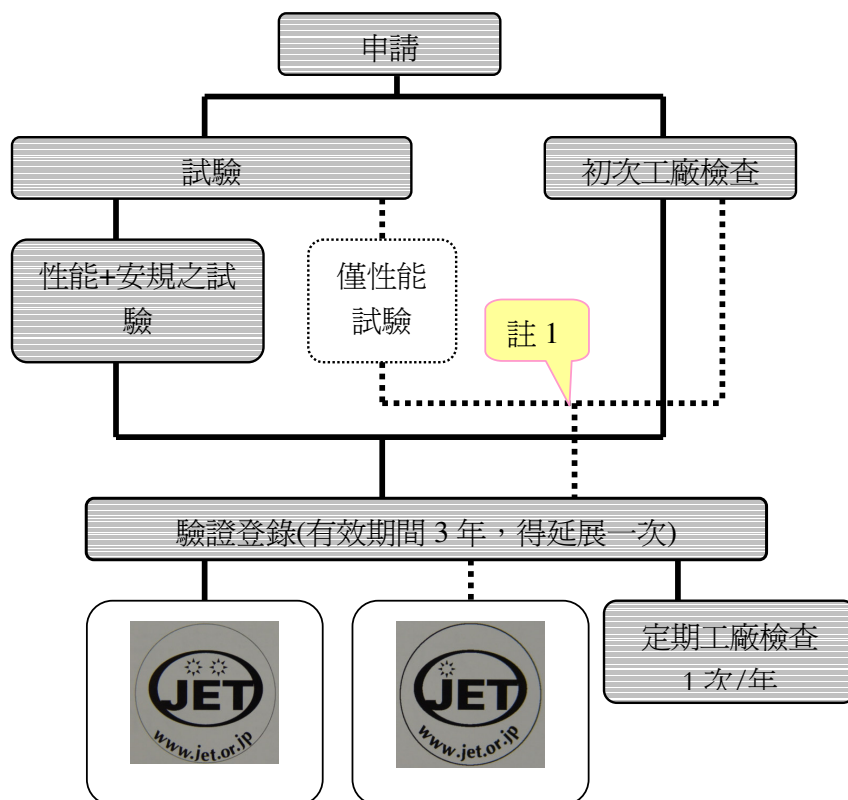 申請
試驗
初次工廠檢查
性能+安規之試
驗
僅性能
試驗
註 1
驗證登錄(有效期間 3 年，得延展一次)
JET
www.jet.or.jp
JET
www.jet.or.jp
定期工廠檢查
1 次/年